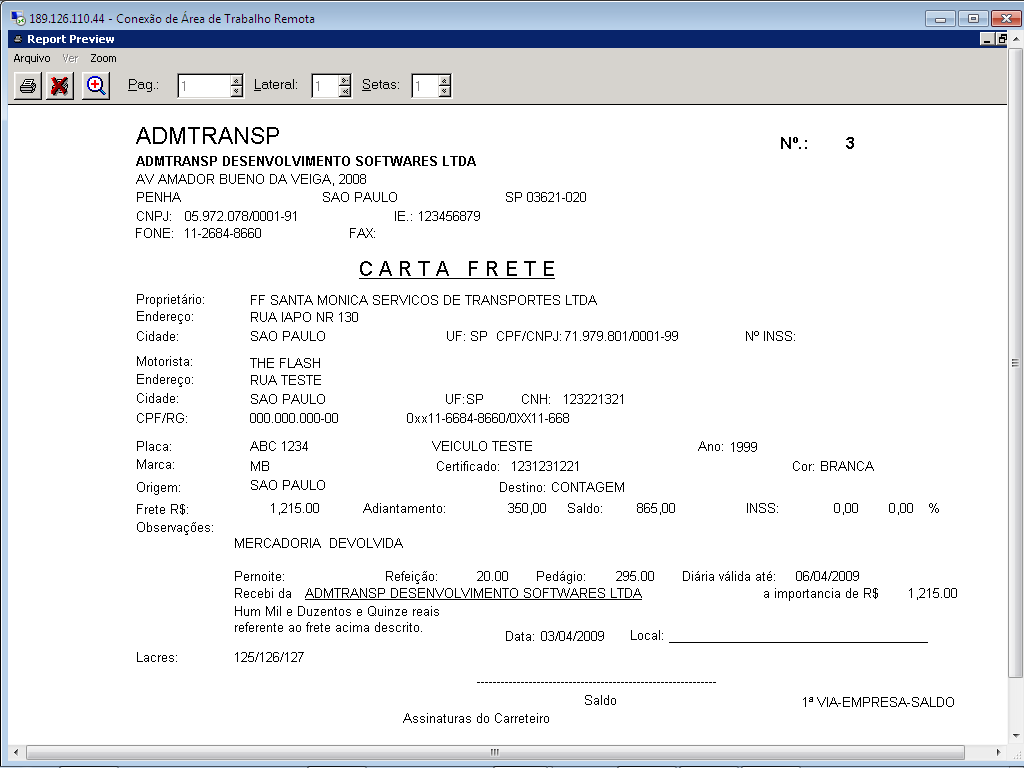 189.126.110.44 - Conexão de Área de Trabalho Remota
Report Preview
Arquivo Ver Zoom
Pag.: 1 Lateral: 1 Setas: 1
ADMTRANSP
Nº.: 3
ADMTRANSP DESENVOLVIMENTO SOFTWARES LTDA
AV AMADOR BUENO DA VEIGA, 2008
PENHA SAO PAULO SP 03621-020
CNPJ: 05.972.078/0001-91 IE.: 123456879
FONE: 11-2684-8660 FAX:
CARTA FRETE
Proprietário: FF SANTA MONICA SERVICOS DE TRANSPORTES LTDA
Endereço: RUA IAPO NR 130
Cidade: SAO PAULO UF: SP CPF/CNPJ: 71.979.801/0001-99 Nº INSS:
Motorista: THE FLASH
Endereço: RUA TESTE
Cidade: SAO PAULO UF:SP CNH: 123221321
CPF/RG: 000.000.000-00 0xx11-6684-8660/0XX11-668
Placa: ABC 1234 VEICULO TESTE Ano: 1999
Marca: MB Certificado: 1231231221 Cor: BRANCA
Origem: SAO PAULO Destino: CONTAGEM
Frete R$: 1,215.00 Adiantamento: 350,00 Saldo: 865,00 INSS: 0,00 0,00 %
Observações:
MERCADORIA DEVOLVIDA
Pernoite: Refeição: 20.00 Pedágio: 295.00 Diária válida até: 06/04/2009
Recebi da ADMTRANSP DESENVOLVIMENTO SOFTWARES LTDA a importancia de R$ 1,215.00
Hum Mil e Duzentos e Quinze reais
referente ao frete acima descrito.
Data: 03/04/2009 Local:
Lacres: 125/126/127
Saldo
1ª VIA-EMPRESA-SALDO
Assinaturas do Carreteiro